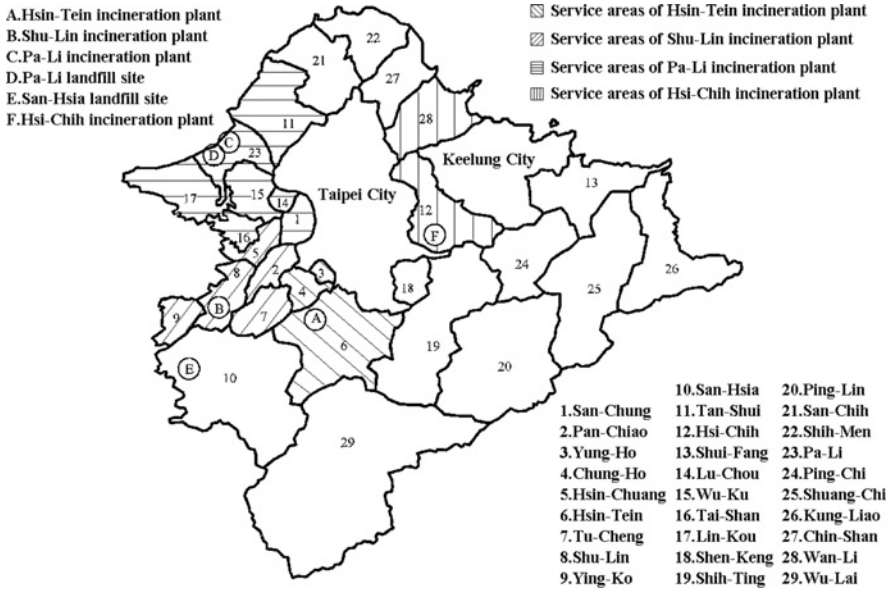 A.Hsin-Tein incineration plant
B.Shu-Lin incineration plant
C.Pa-Li incineration plant
D.Pa-Li landfill site
E.San-Hsia landfill site
F.Hsi-Chih incineration plant
Service areas of Hsin-Tein incineration plant
Service areas of Shu-Lin incineration plant
Service areas of Pa-Li incineration plant
Service areas of Hsi-Chih incineration plant
22
21
27
28
11
C
D
23
Keelung City
13
17
15
Taipei City
14
1
12
F
16
5
24
26
8
2
3
4
18
25
9
B
7
A
6
19
20
E
10
29
10.San-Hsia 20.Ping-Lin
1.San-Chung 11.Tan-Shui 21.San-Chih
2.Pan-Chiao 12.Hsi-Chih 22.Shih-Men
3.Yung-Ho 13.Shui-Fang 23.Pa-Li
4.Chung-Ho 14.Lu-Chou 24.Ping-Chi
5.Hsin-Chuang 15.Wu-Ku 25.Shuang-Chi
6.Hsin-Tein 16.Tai-Shan 26.Kung-Liao
7.Tu-Cheng 17.Lin-Kou 27.Chin-Shan
8.Shu-Lin 18.Shen-Keng 28.Wan-Li
9.Ying-Ko 19.Shih-Ting 29.Wu-Lai